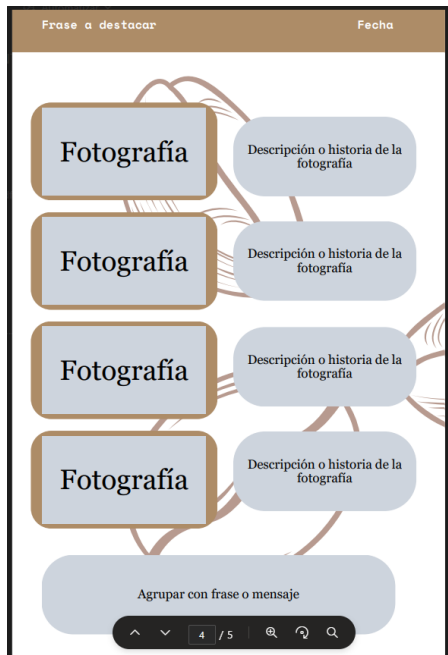 Frase a destacar
Fecha
Fotografía
Descripción o historia de la
fotografía
Fotografía
Descripción o historia de la
fotografía
Fotografía
Descripción o historia de la
fotografía
Fotografía
Descripción o historia de la
fotografía
Agrupar con frase o mensaje
4 / 5